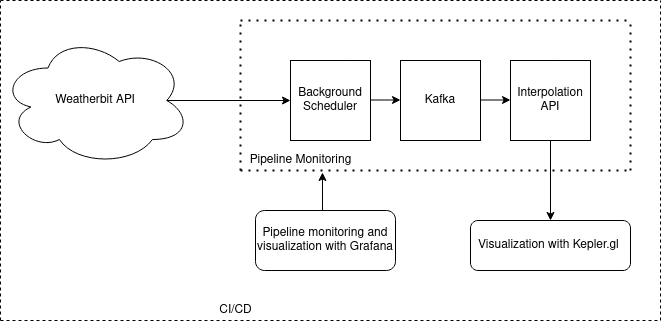 Weatherbit API
Background
Scheduler
Kafka
Interpolation
API
Pipeline Monitoring
Pipeline monitoring and
visualization with Grafana
Visualization with Kepler.gl
CI/CD